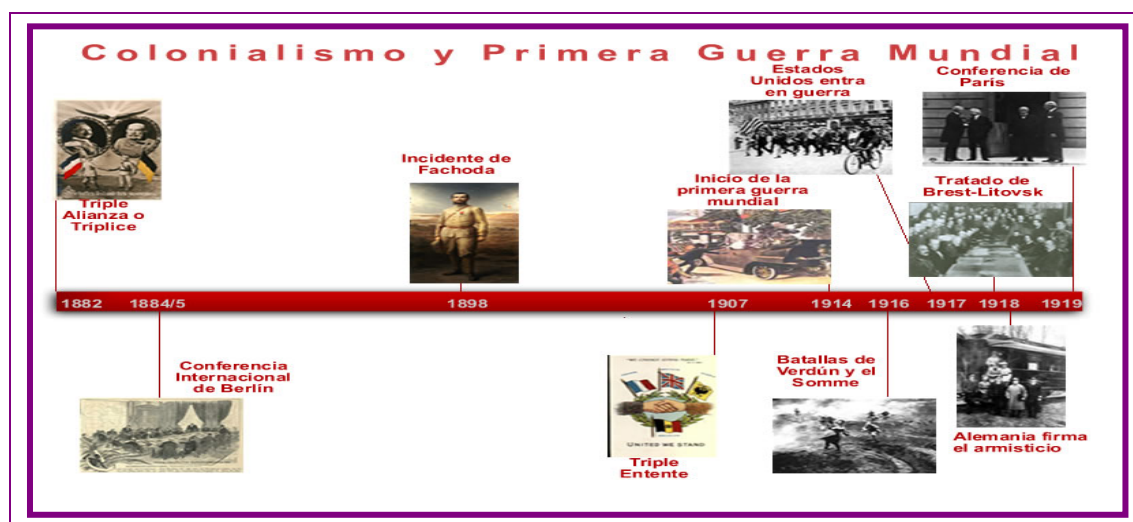 Colonialismo y Primera Guerra Mundial
Triple
Alianza o
Tríplice
Incidente de
Fachoda
Inicio de la
primera guerra
mundial
Estados
Unidos entra
en guerra
Conferencia de
París
Tratado de
Brest-Litovsk
1882 1884/5 1898 1907 1914 1916 1917 1918 1919
Conferencia
Internacional
de Berlín
UNITED WE STAND
Triple
Entente
Batallas de
Verdún y el
Somme
Alemania firma
el armisticio